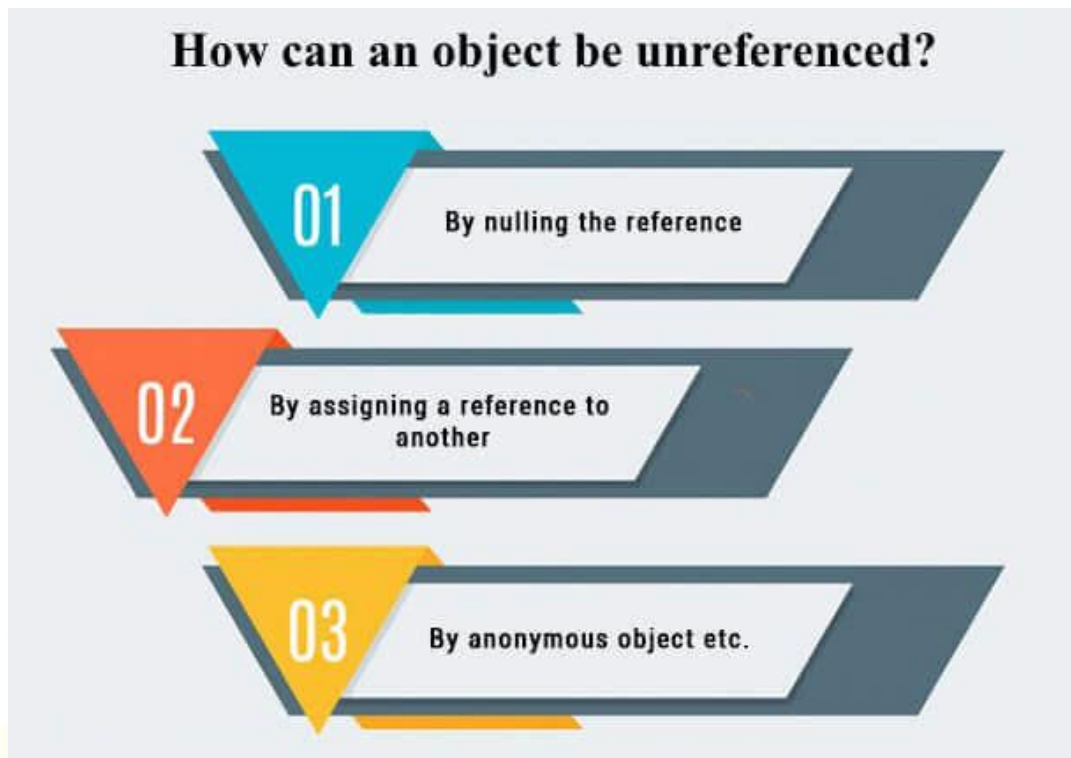 How can an object be unreferenced?
01
By nulling the reference
02
By assigning a reference to
another
03
By anonymous object etc.